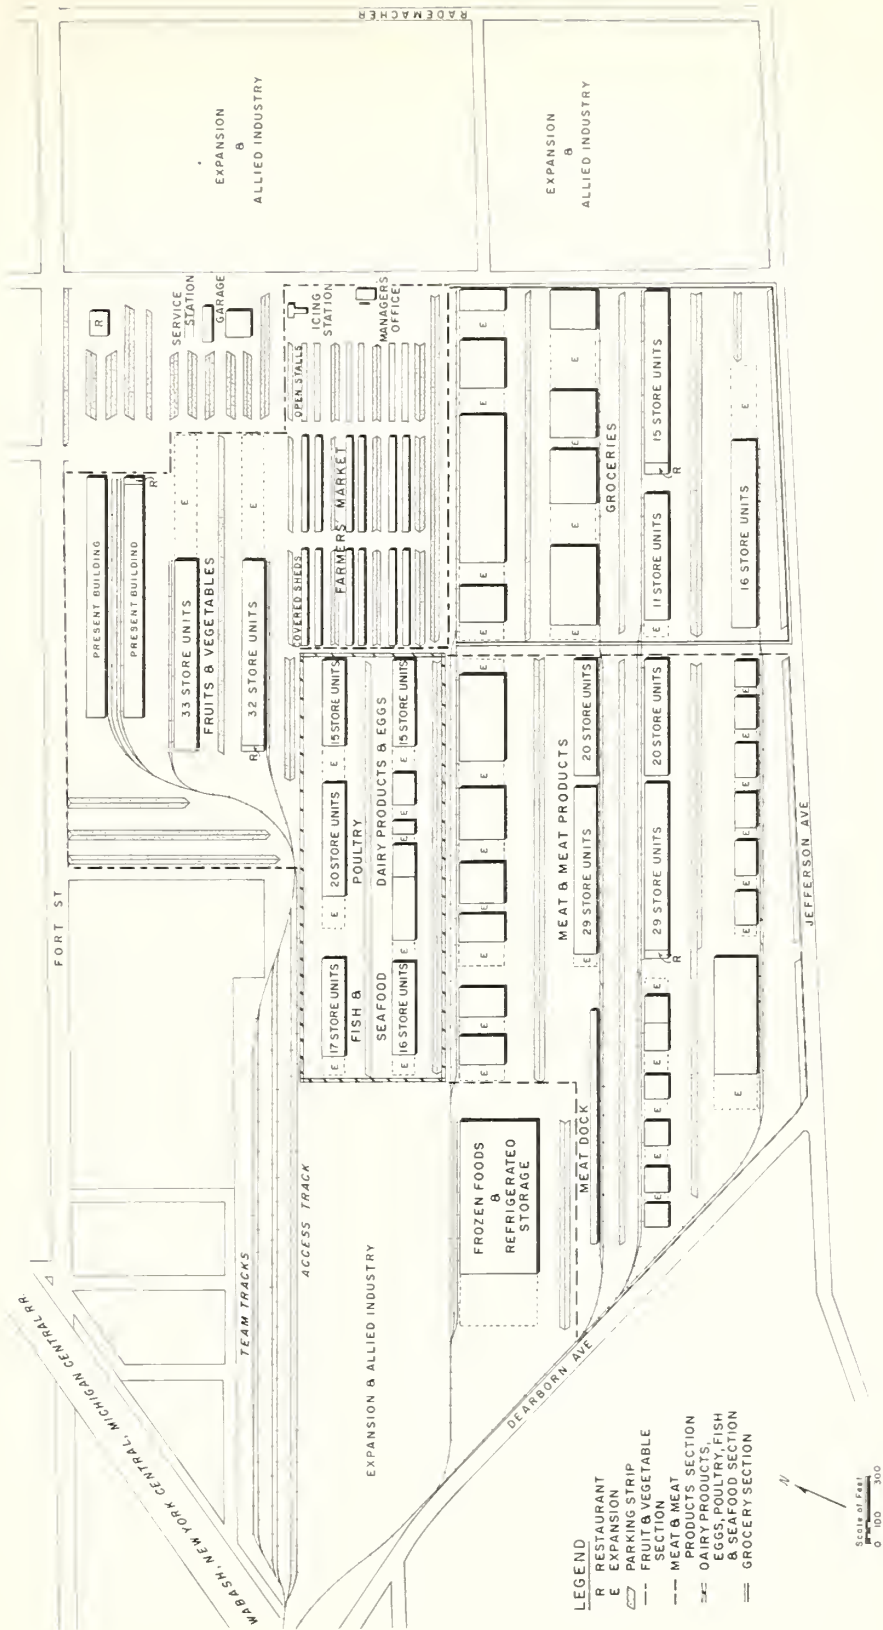 RADEMACHER
EXPANSION
&
ALLIED INDUSTRY
EXPANSION
&
ALLIED INDUSTRY
R
SERVICE
STATION
GARAGE
ICING
STATION
MANAGERS
OFFICE
OPEN STALLS
FARMERS' MARKET
COVERED SHEDS
PRESENT BUILDING
PRESENT BUILDING
R
E
E
33 STORE UNITS
FRUITS & VEGETABLES
32 STORE UNITS
R
E
E
E
E
E
E
E
E
GROCERIES
15 STORE UNITS
R
11 STORE UNITS
E
E
16 STORE UNITS
FORT ST
15 STORE UNITS
E
20 STORE UNITS
E
17 STORE UNITS
E
POULTRY
FISH &
SEAFOOD
DAIRY PRODUCTS & EGGS
15 STORE UNITS
E
E
E
E
16 STORE UNITS
E
E
E
E
E
E
E
E
MEAT & MEAT PRODUCTS
20 STORE UNITS
29 STORE UNITS
E
20 STORE UNITS
29 STORE UNITS
R
E
E
E
E
E
E
E
E
E
E
E
E
MEAT DOCK
FROZEN FOODS
&
REFRIGERATED
STORAGE
JEFFERSON AVE
DEARBORN AVE
TEAM TRACKS
ACCESS TRACK
EXPANSION & ALLIED INDUSTRY
WABASH, NEW YORK CENTRAL, MICHIGAN CENTRAL RR
LEGEND
R RESTAURANT
E EXPANSION
PARKING STRIP
FRUIT & VEGETABLE
SECTION
MEAT & MEAT
PRODUCTS SECTION
DAIRY PRODUCTS,
EGGS, POULTRY, FISH
& SEAFOOD SECTION
GROCERY SECTION
N
Scale of Feet
0 100 300